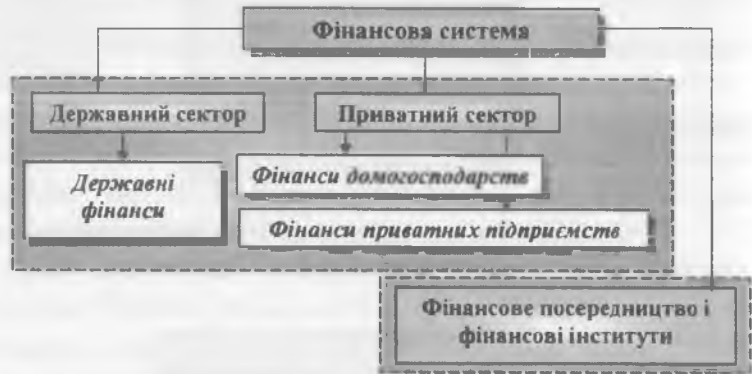 Фінансова система
Державний сектор
Приватний сектор
Державні
фінанси
Фінанси домогосподарств
Фінанси приватних підприємств
Фінансове посередництво і
фінансові інститути